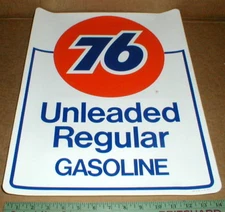 76
Unleaded
Regular
GASOLINE